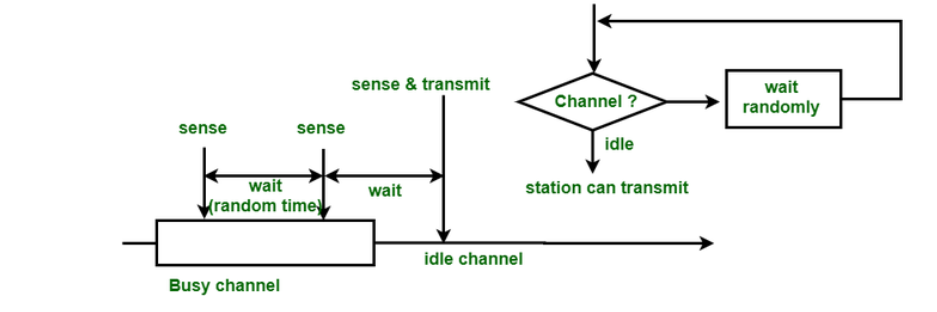 sense & transmit
Channel ?
wait
randomly
sense
sense
idle
wait
(random time)
wait
station can transmit
idle channel
Busy channel